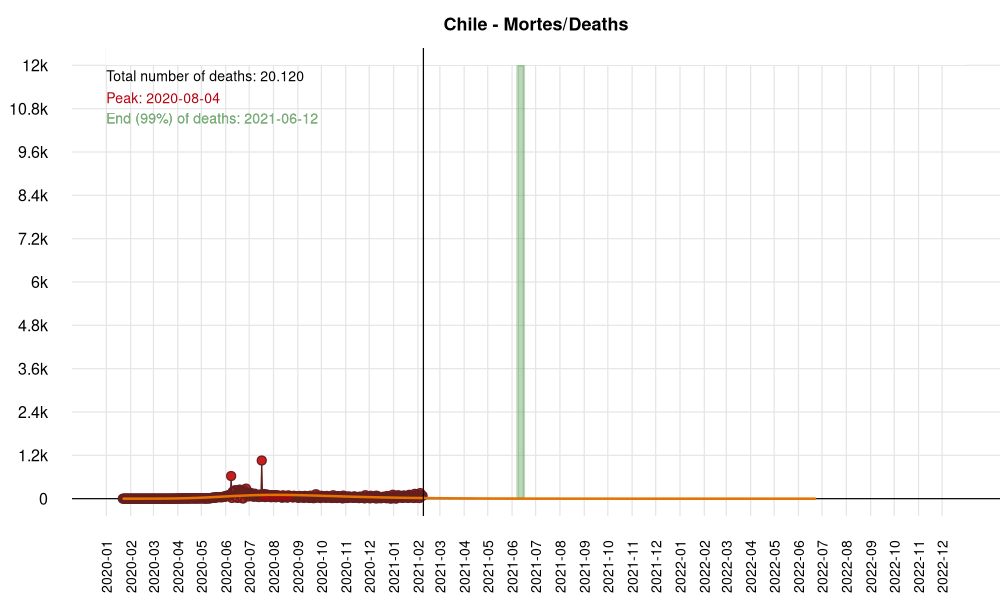 Chile - Mortes/Deaths
Total number of deaths: 20.120
Peak: 2020-08-04
End (99%) of deaths: 2021-06-12
12k
10.8k
9.6k
8.4k
7.2k
6k
4.8k
3.6k
2.4k
1.2k
0
2020-01
2020-02
2020-03
2020-04
2020-05
2020-06
2020-07
2020-08
2020-09
2020-10
2020-11
2020-12
2021-01
2021-02
2021-03
2021-04
2021-05
2021-06
2021-07
2021-08
2021-09
2021-10
2021-11
2021-12
2022-01
2022-02
2022-03
2022-04
2022-05
2022-06
2022-07
2022-08
2022-09
2022-10
2022-11
2022-12